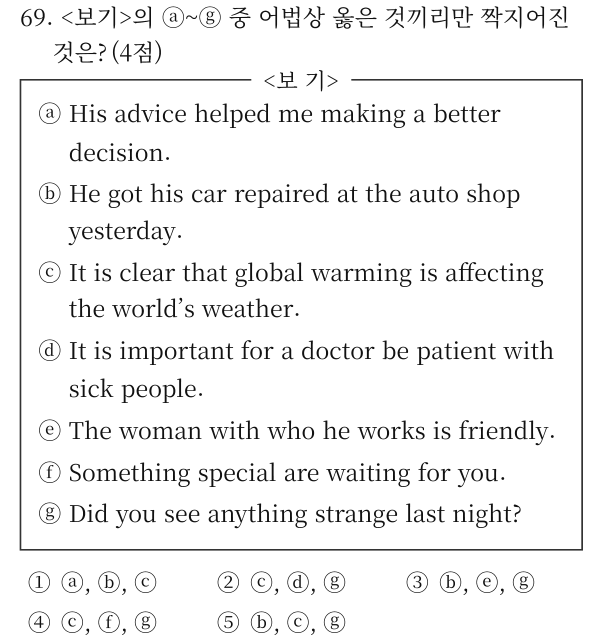 69. <보기>의 ⓐ~ⓖ 중 어법상 옳은 것끼리만 짝지어진
것은? (4점)
<보 기>
ⓐ His advice helped me making a better
decision.
ⓑ He got his car repaired at the auto shop
yesterday.
ⓒ It is clear that global warming is affecting
the world’s weather.
ⓓ It is important for a doctor be patient with
sick people.
ⓔ The woman with who he works is friendly.
ⓕ Something special are waiting for you.
ⓖ Did you see anything strange last night?
① ⓐ, ⓑ, ⓒ ② ⓒ, ⓓ, ⓖ ③ ⓑ, ⓔ, ⓖ
④ ⓒ, ⓕ, ⓖ ⑤ ⓑ, ⓒ, ⓖ